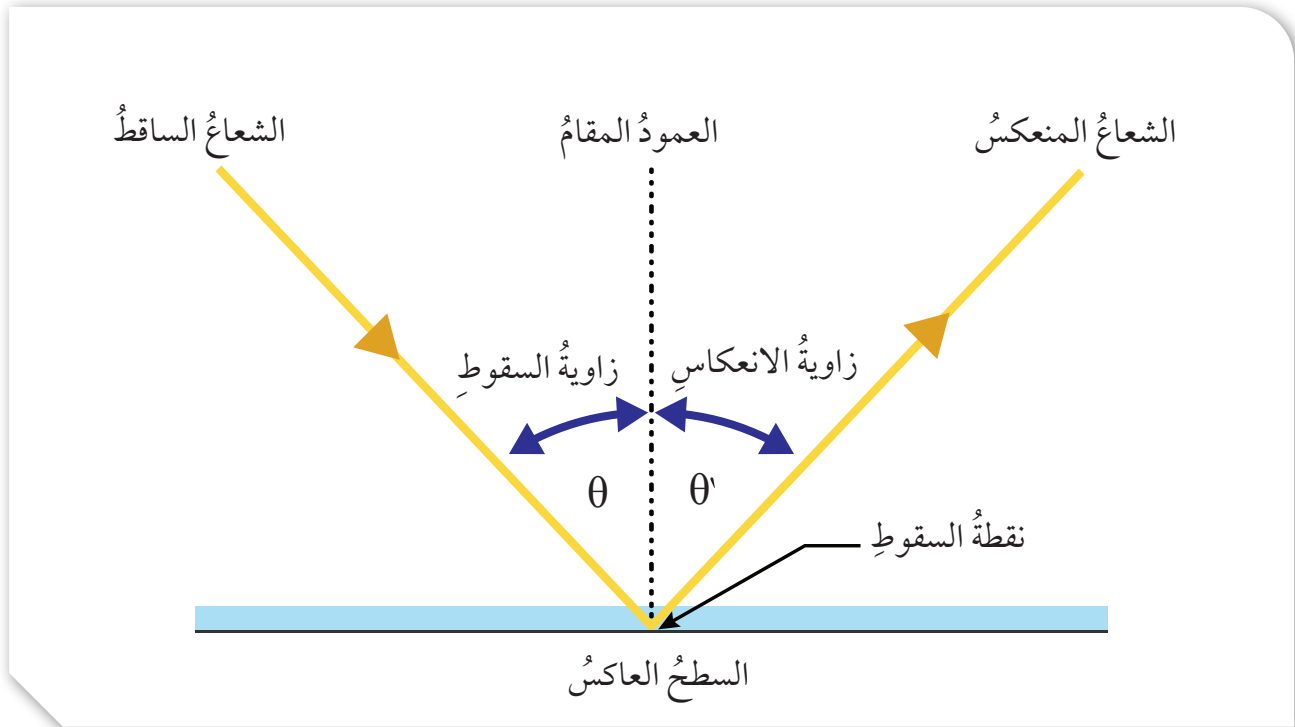 الشعاعُ المنعكسُ
العمودُ المقامُ
الشعاعُ الساقطُ
زاويةُ الانعكاسِ
زاويةُ السقوطِ
θ'
θ
نقطةُ السقوطِ
السطحُ العاكسُ